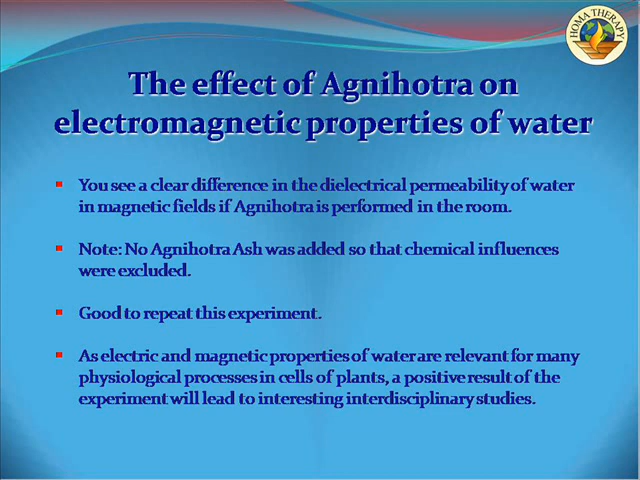 HOMA THERAPY
The effect of Agnihotra on
electromagnetic properties of water
▪ You see a clear difference in the dielectrical permeability of water
in magnetic fields if Agnihotra is performed in the room.
▪ Note: No Agnihotra Ash was added so that chemical influences
were excluded.
▪ Good to repeat this experiment.
▪ As electric and magnetic properties of water are relevant for many
physiological processes in cells of plants, a positive result of the
experiment will lead to interesting interdisciplinary studies.